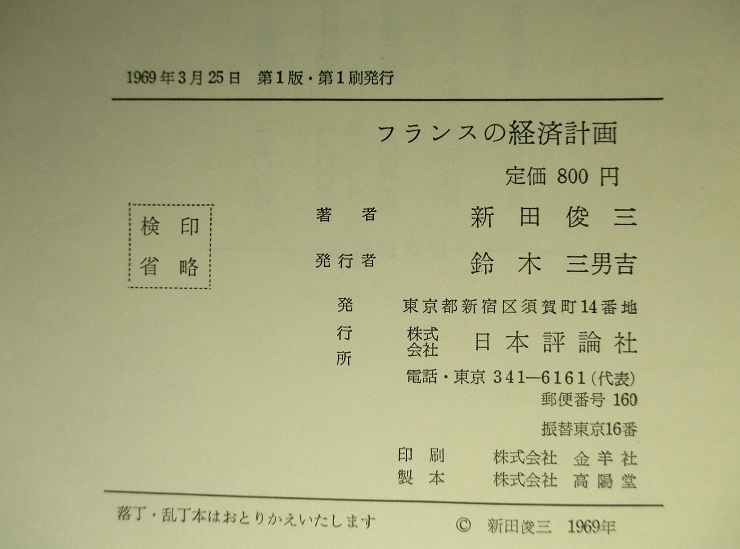 1969年3月25日 第1版・第1刷発行
フランスの経済計画
定価 800 円
検印
省略
著者 新田俊三
発行者 鈴木三男吉
発行所 東京都新宿区須賀町14番地
株式会社 日本評論社
電話・東京 341—6161(代表)
郵便番号 160
振替東京16番
印刷 株式会社 金羊社
製本 株式会社 高陽堂
落丁・乱丁本はおとりかえいたします
© 新田俊三 1969年